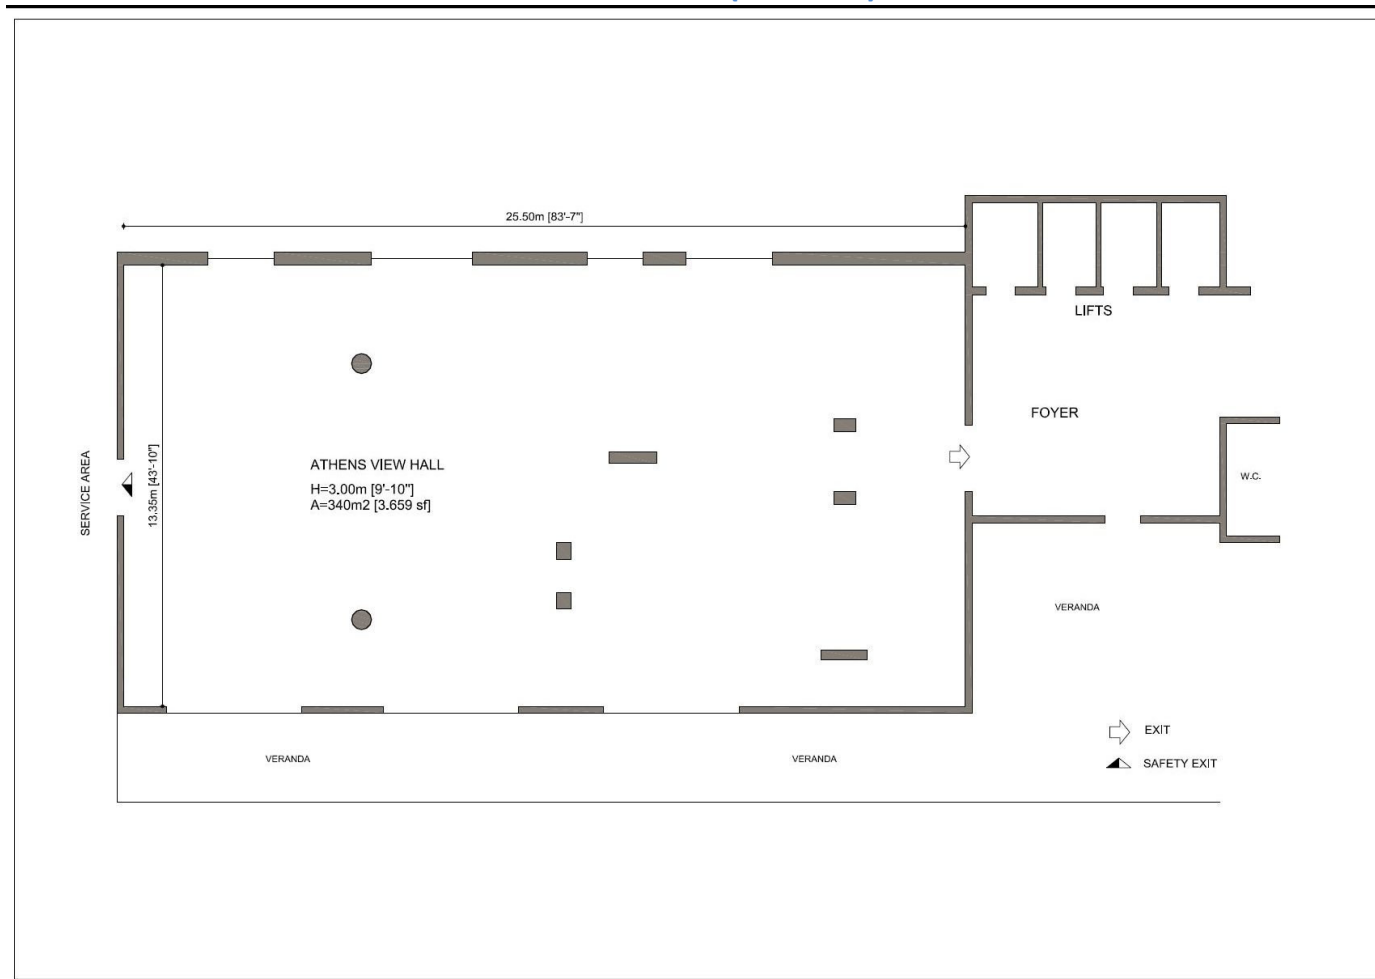 25.50m [83'-7"]
LIFTS
FOYER
SERVICE AREA
13.35m [43'-10"]
ATHENS VIEW HALL
H=3.00m [9'-10"]
A=340m2 [3.659 sf]
W.C.
VERANDA
EXIT
VERANDA
VERANDA
SAFETY EXIT